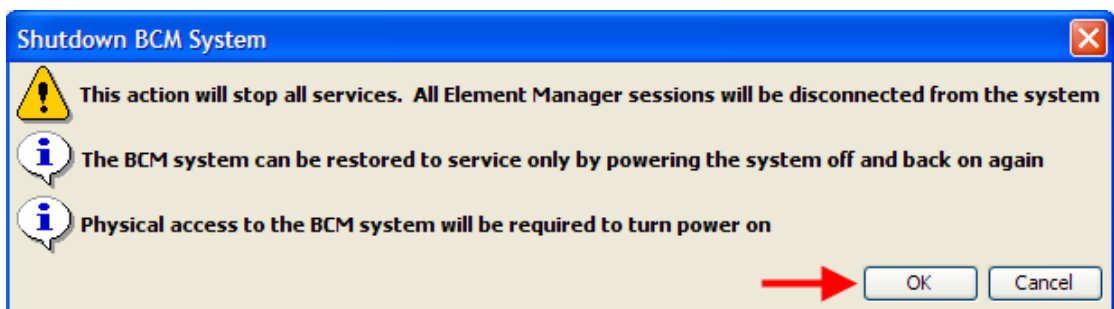 Shutdown BCM System
This action will stop all services.  All Element Manager sessions will be disconnected from the system
The BCM system can be restored to service only by powering the system off and back on again
Physical access to the BCM system will be required to turn power on
OK Cancel